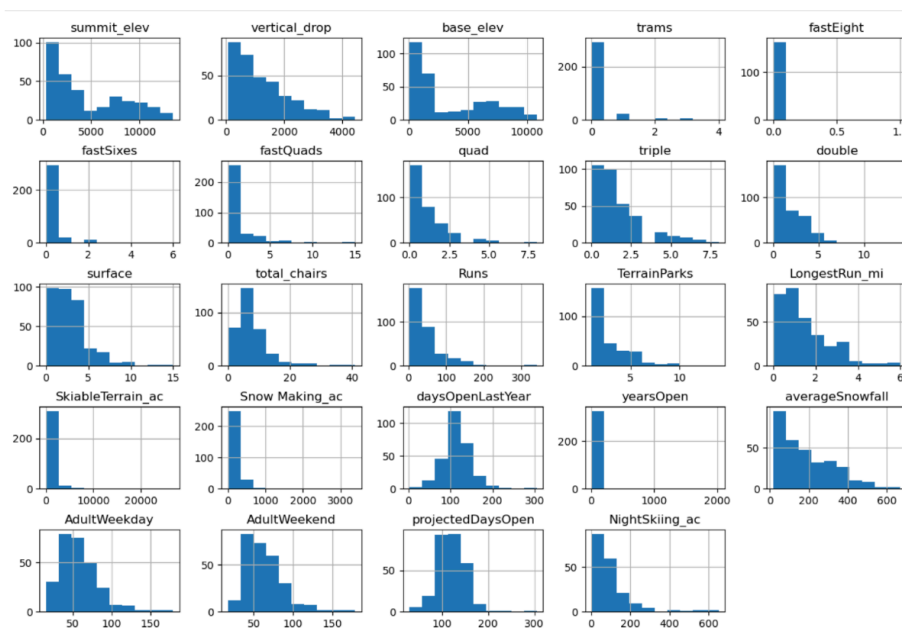 summit_elev
100
50
0
0 5000 10000
vertical_drop
50
0
0 2000 4000
base_elev
100
50
0
0 5000 10000
trams
200
0
0 2 4
fastEight
100
0
0.0 0.5
fastSixes
200
0
0 2 4 6
fastQuads
200
100
0
0 5 10 15
quad
100
0
0.0 2.5 5.0 7.5
triple
100
50
0
0.0 2.5 5.0 7.5
double
100
0
0 5 10
surface
100
50
0
0 5 10 15
total_chairs
100
0
0 20 40
Runs
100
0
0 100 200 300
TerrainParks
100
0
5 10
LongestRun_mi
50
0
0 2 4 6
SkiableTerrain_ac
200
0
0 10000 20000
Snow Making_ac
200
100
0
0 1000 2000 3000
daysOpenLastYear
100
50
0
0 100 200 300
yearsOpen
200
0
0 1000 2000
averageSnowfall
50
0
0 200 400 600
AdultWeekday
50
0
50 100 150
AdultWeekend
50
0
50 100 150
projectedDaysOpen
50
0
100 200 300
NightSkiing_ac
50
0
0 200 400 600